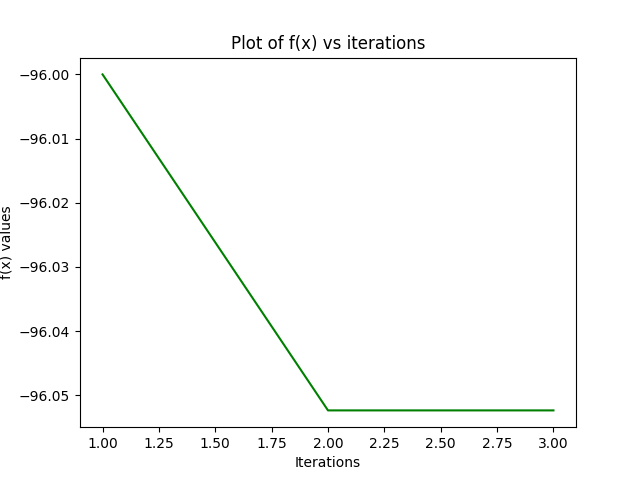 Plot of f(x) vs iterations
−96.00
−96.01
−96.02
−96.03
−96.04
−96.05
f(x) values
1.00 1.25 1.50 1.75 2.00 2.25 2.50 2.75 3.00
Iterations